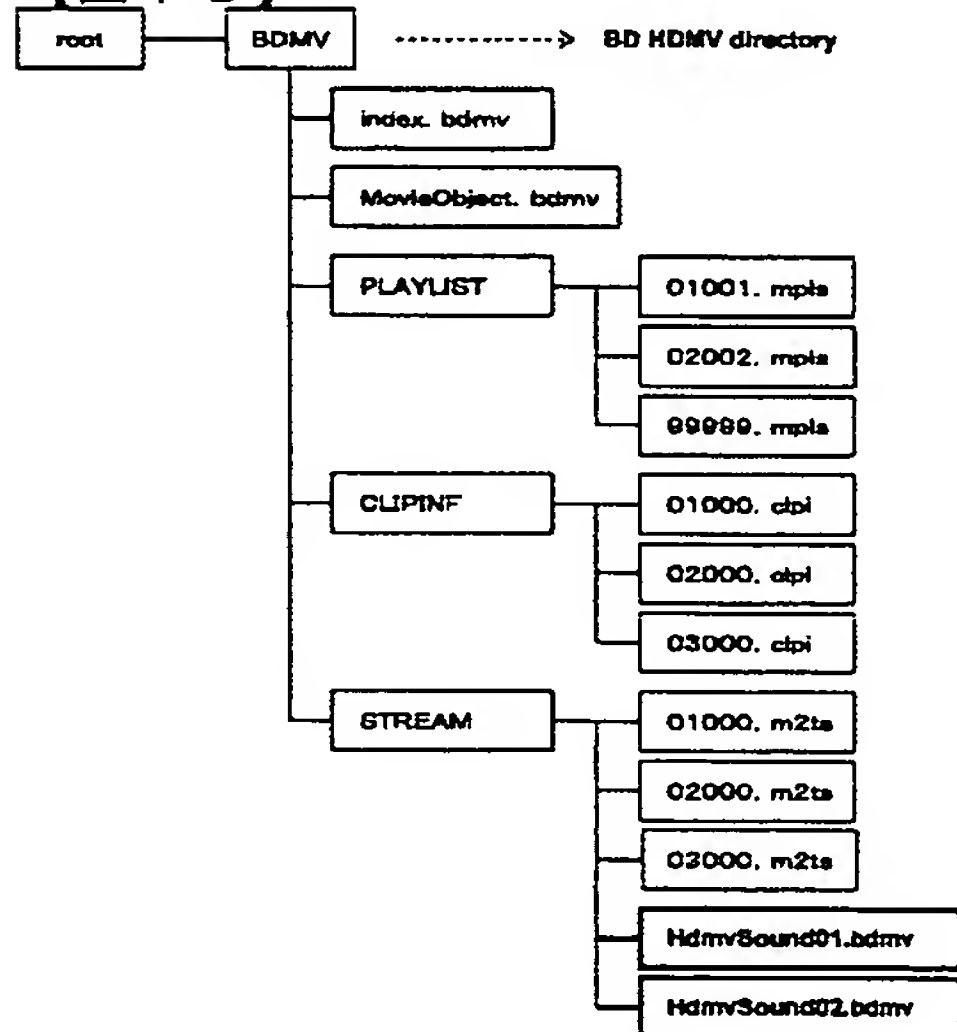 root
BDMV
BD HDMV directory
index. bdmv
MovieObject. bdmv
PLAYLIST
01001. mpls
02002. mpls
99999. mpls
CLIPINF
01000. clpi
02000. clpi
03000. clpi
STREAM
01000. m2ts
02000. m2ts
03000. m2ts
HdmvSound01.bdmv
HdmvSound02.bdmv